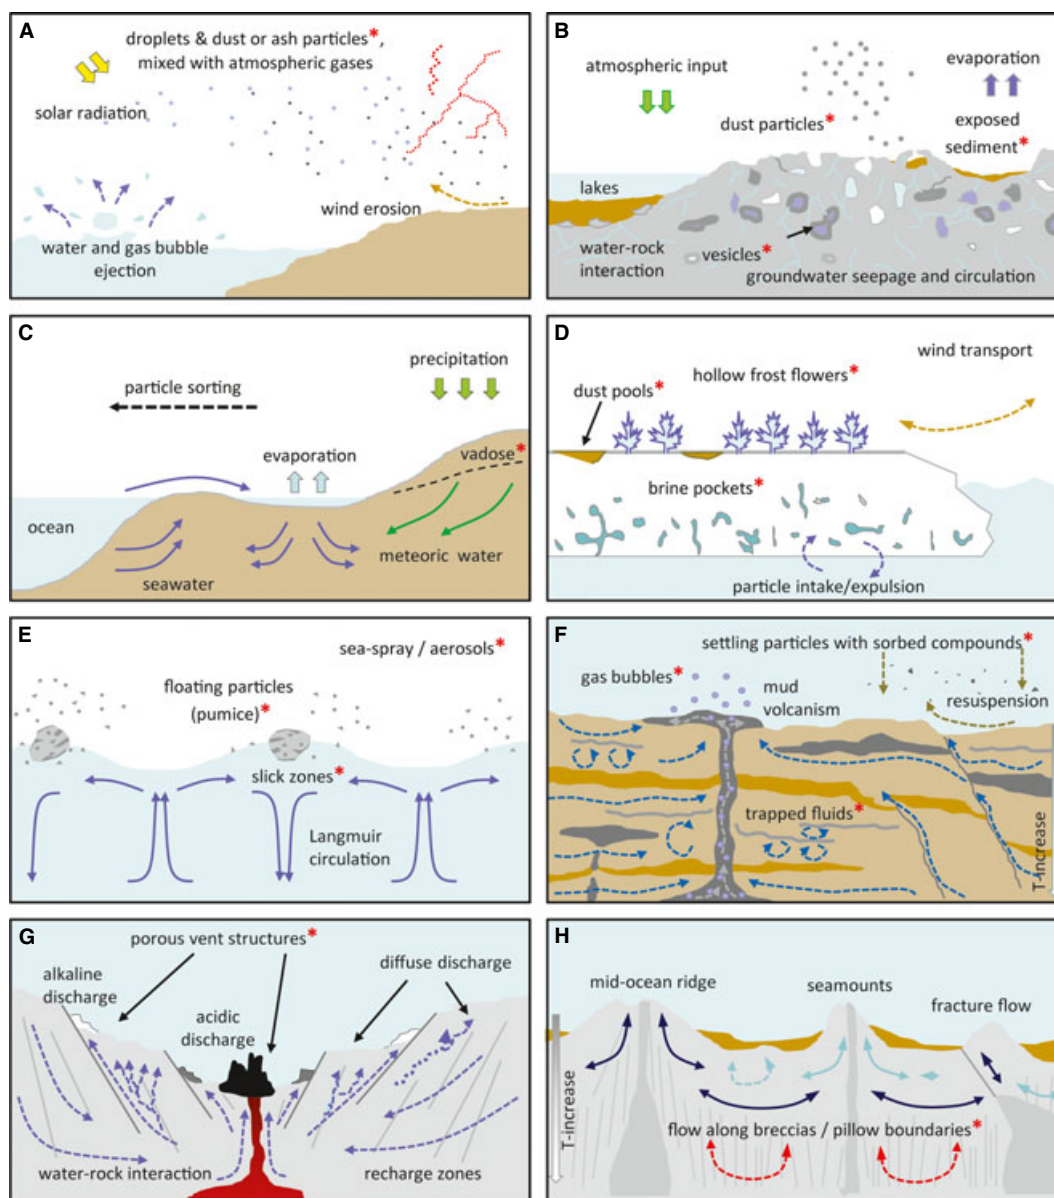 A
droplets & dust or ash particles*,
mixed with atmospheric gases
solar radiation
wind erosion
water and gas bubble
ejection
B
atmospheric input
evaporation
dust particles*
exposed
sediment*
lakes
water-rock
interaction
vesicles*
groundwater seepage and circulation
C
precipitation
particle sorting
evaporation
vadose*
ocean
meteoric water
seawater
D
wind transport
hollow frost flowers*
dust pools*
brine pockets*
particle intake/expulsion
E
sea-spray / aerosols*
floating particles
(pumice)*
slick zones*
Langmuir
circulation
F
settling particles with sorbed compounds*
gas bubbles*
mud
volcanism
resuspension
trapped fluids*
T-increase
G
porous vent structures*
alkaline
discharge
diffuse discharge
acidic
discharge
water-rock interaction
recharge zones
H
mid-ocean ridge
seamounts
fracture flow
T-increase
flow along breccias / pillow boundaries*